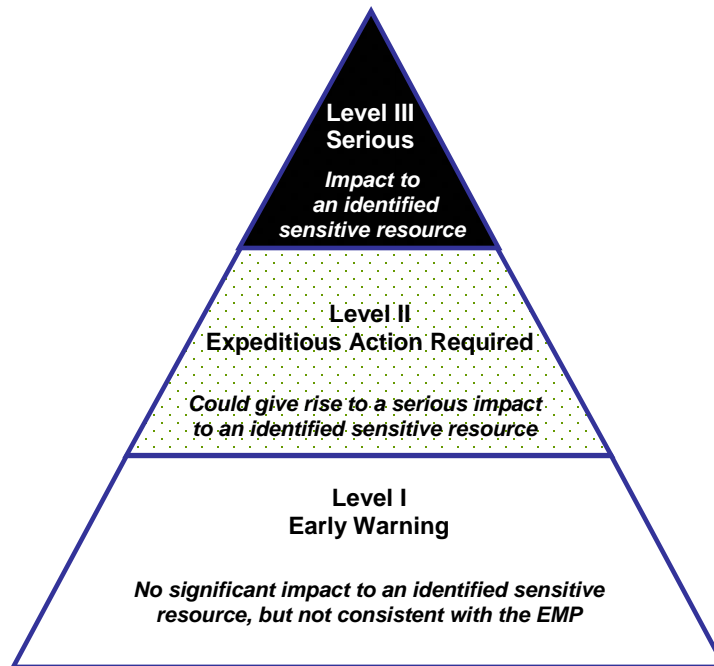 Level III
Serious
Impact to
an identified
sensitive resource
Level II
Expeditious Action Required
Could give rise to a serious impact
to an identified sensitive resource
Level I
Early Warning
No significant impact to an identified sensitive
resource, but not consistent with the EMP